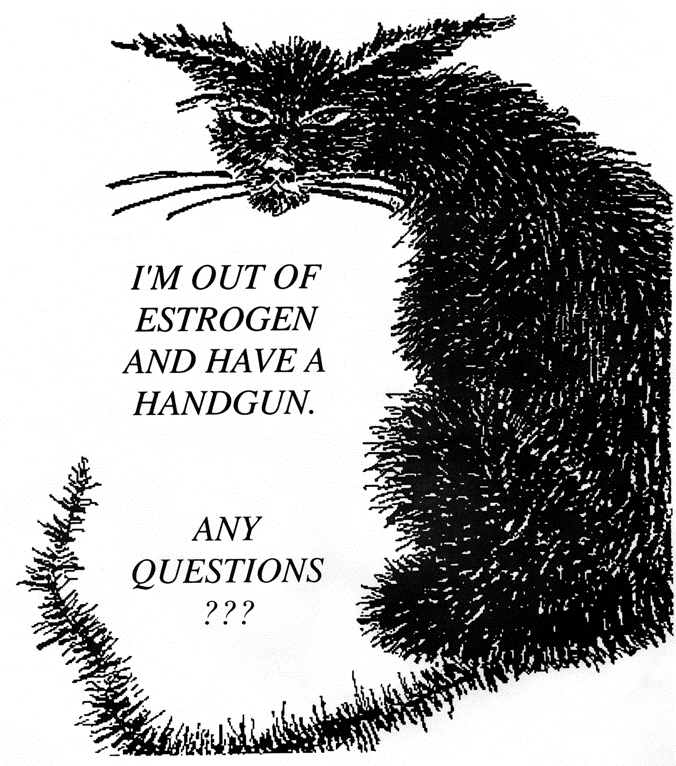 I'M OUT OF
ESTROGEN
AND HAVE A
HANDGUN.
ANY
QUESTIONS
???